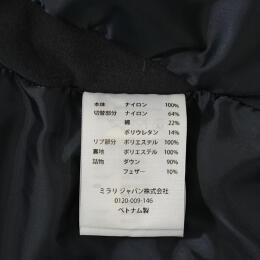 本体 ナイロン 100%
切替部分 ナイロン 64%
綿 22%
ポリウレタン 14%
リブ部分 ポリエステル 100%
裏地 ポリエステル 100%
詰物 ダウン 90%
フェザー 10%
ミラリ ジャパン株式会社
0120-009-146
ベトナム製